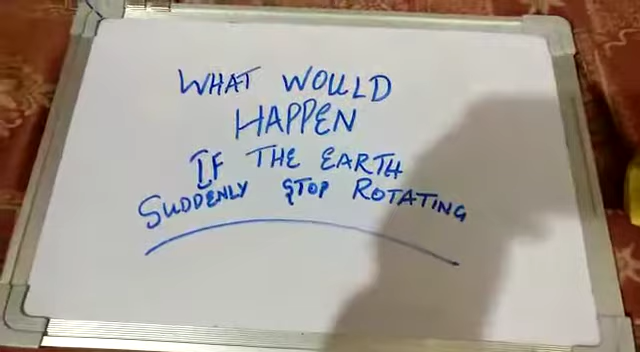 WHAT WOULD
HAPPEN
IF THE EARTH
SUDDENLY STOP ROTATING